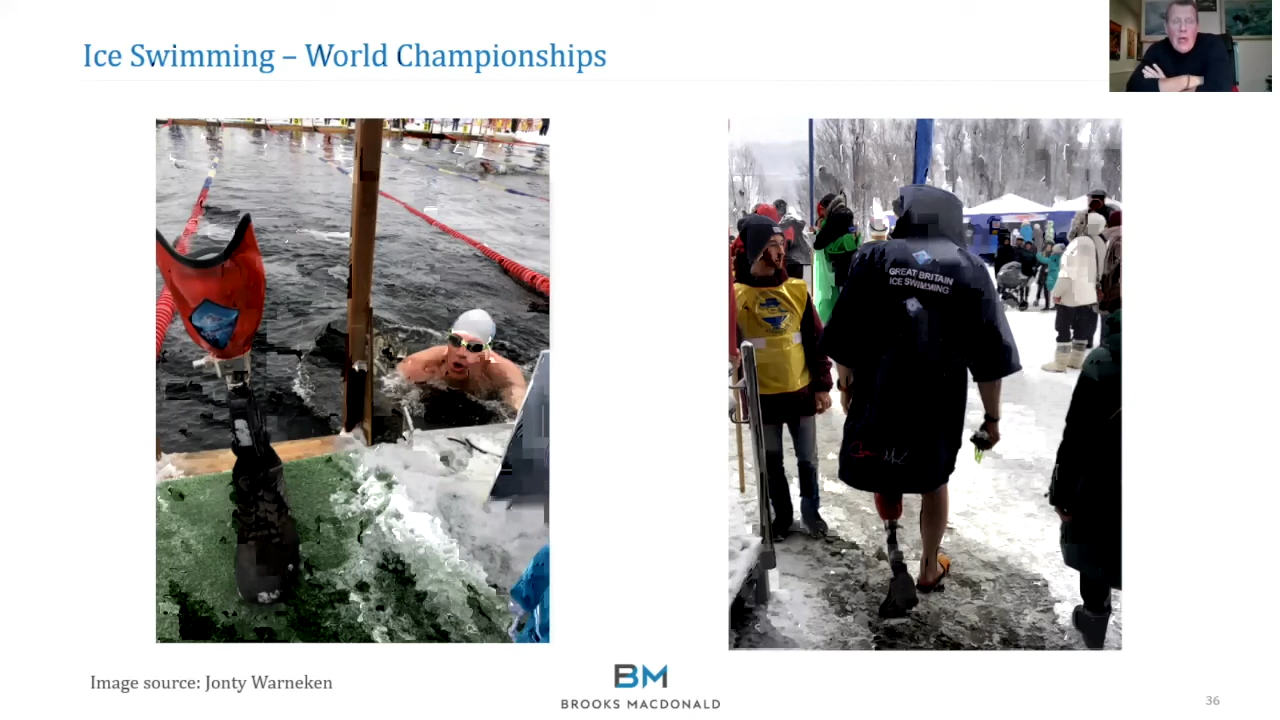 Ice Swimming – World Championships
GREAT BRITAIN
ICE SWIMMING
Image source: Jonty Warneken
BM
BROOKS MACDONALD
36